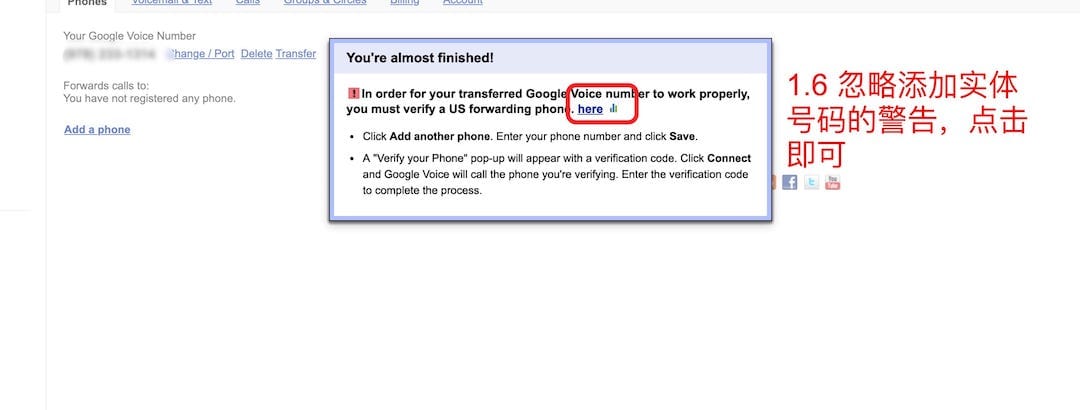 Phones Voicemail & Text Calls Groups & Circles Billing Account
Your Google Voice Number
Change / Port Delete Transfer
Forwards calls to:
You have not registered any phone.
Add a phone
You're almost finished!
In order for your transferred Google Voice number to work properly,
you must verify a US forwarding phone. here
• Click Add another phone. Enter your phone number and click Save.
• A "Verify your Phone" pop-up will appear with a verification code. Click Connect
and Google Voice will call the phone you're verifying. Enter the verification code
to complete the process.
1.6 忽略添加实体
号码的警告，点击
即可
You
Tube